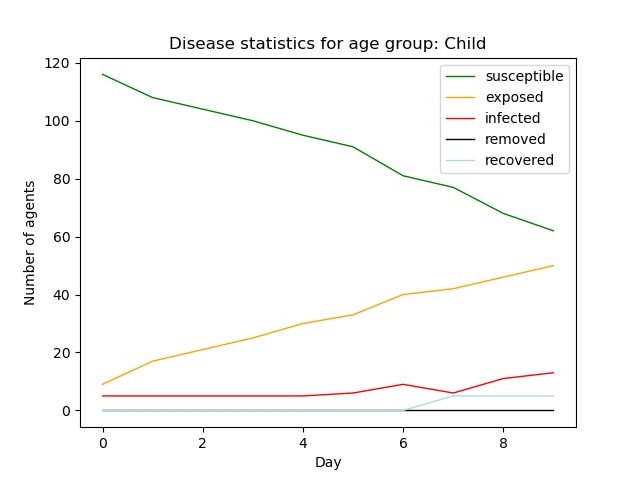 Disease statistics for age group: Child
120
100
80
60
40
20
0
Number of agents
susceptible
exposed
infected
removed
recovered
0 2 4 6 8
Day